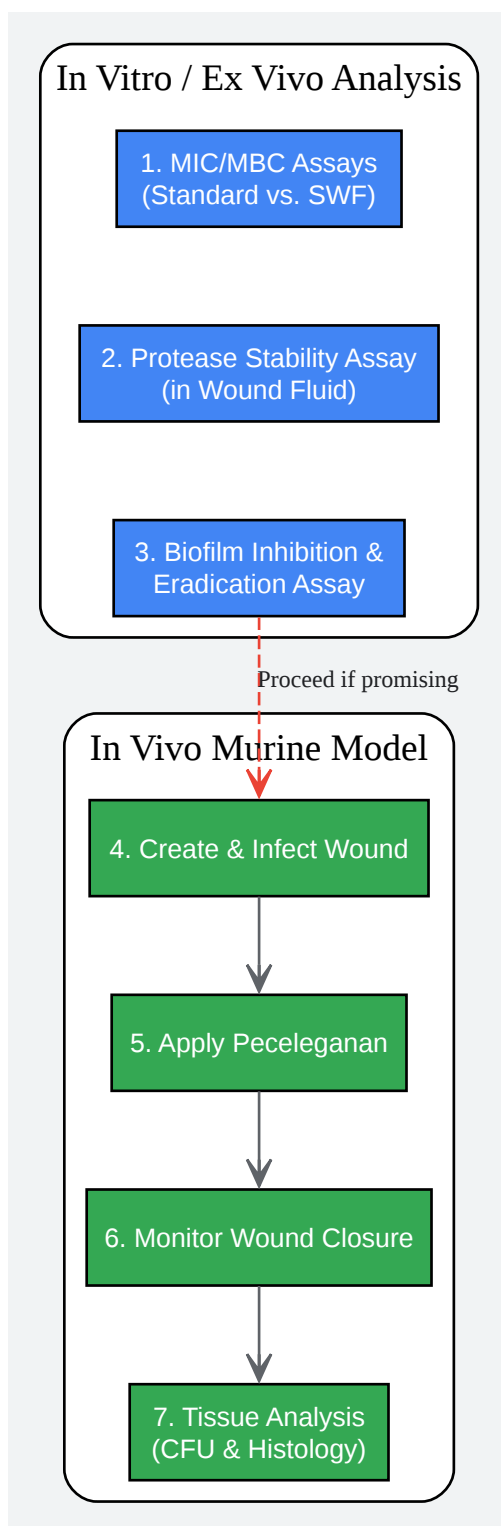 In Vitro / Ex Vivo Analysis
1. MIC/MBC Assays
(Standard vs. SWF)
2. Protease Stability Assay
(in Wound Fluid)
3. Biofilm Inhibition &
Eradication Assay
Proceed if promising
In Vivo Murine Model
4. Create & Infect Wound
5. Apply Peceleganan
6. Monitor Wound Closure
7. Tissue Analysis
(CFU & Histology)